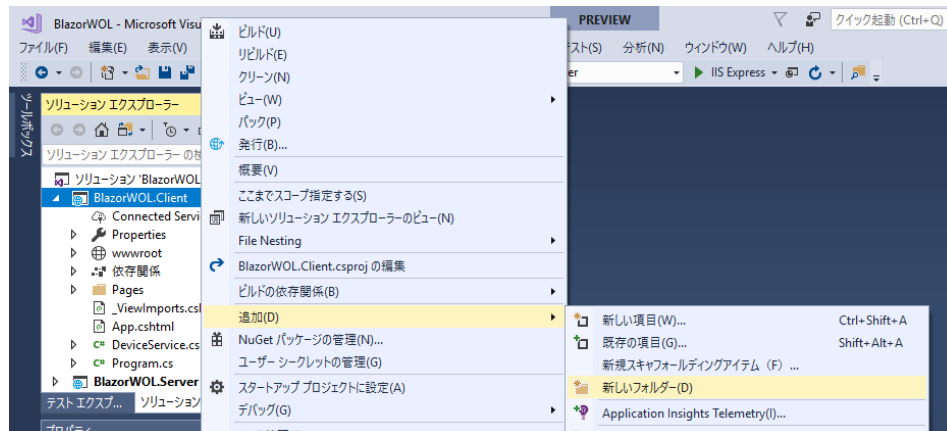 BlazorWOL - Microsoft Visu
PREVIEW
クイック起動 (Ctrl+Q)
ファイル(F) 編集(E) 表示(V)
テスト(S) 分析(N) ウィンドウ(W) ヘルプ(H)
er
IIS Express
ツールボックス
ソリューション エクスプローラー
ソリューション エクスプローラー の検
ソリューション 'BlazorWOL
BlazorWOL.Client
Connected Servi
Properties
wwwroot
依存関係
Pages
_ViewImports.csl
App.cshtml
C# DeviceService.cs
C# Program.cs
BlazorWOL.Server
テスト エクスプ... ソリューション
プロパティ
ビルド(U)
リビルド(E)
クリーン(N)
ビュー(W)
パック(P)
発行(B)...
概要(V)
ここまでスコープ指定する(S)
新しいソリューション エクスプローラーのビュー(N)
File Nesting
BlazorWOL.Client.csproj の編集
ビルドの依存関係(B)
追加(D)
NuGet パッケージの管理(N)...
ユーザー シークレットの管理(G)
スタートアップ プロジェクトに設定(A)
デバッグ(G)
新しい項目(W)... Ctrl+Shift+A
既存の項目(G)... Shift+Alt+A
新規スキャフォールディングアイテム（F）...
新しいフォルダー(D)
Application Insights Telemetry(I)...